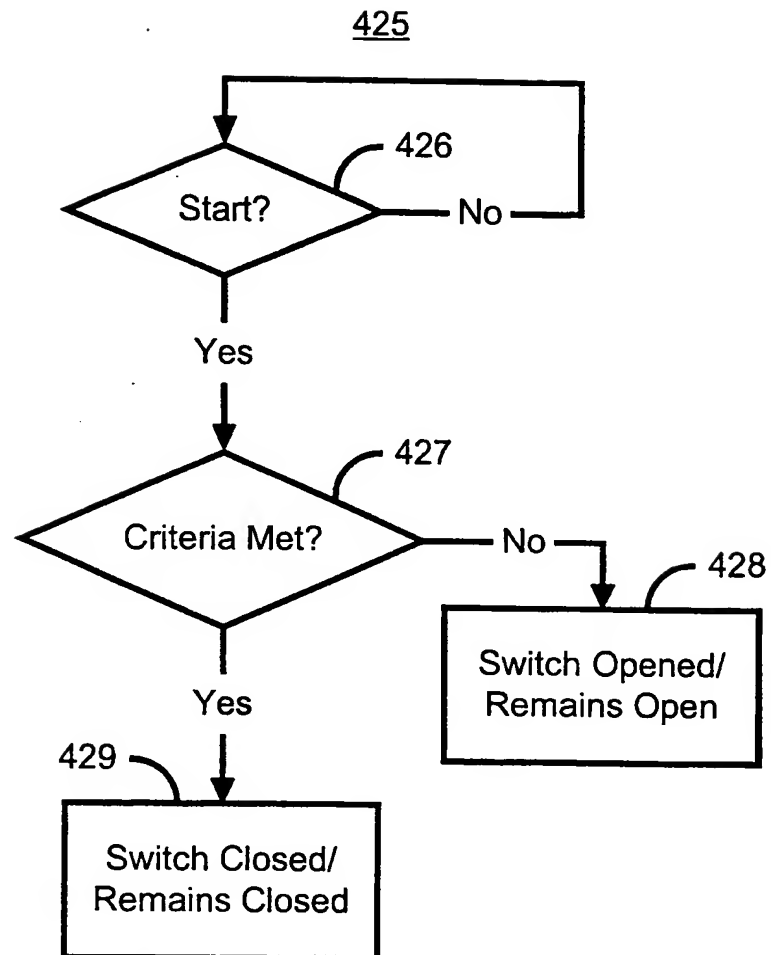 425
426
Start?
No
Yes
427
Criteria Met?
No
428
Switch Opened/
Remains Open
Yes
429
Switch Closed/
Remains Closed